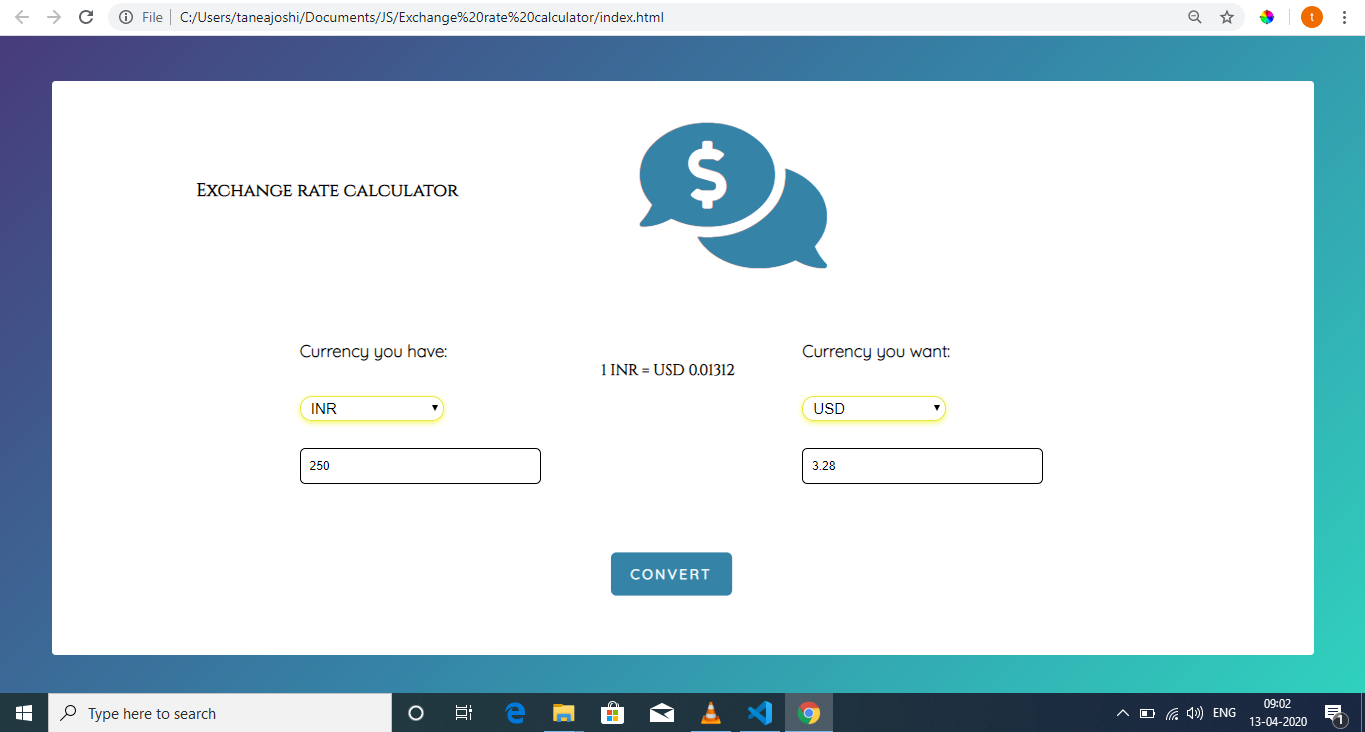 File
C:/Users/taneajoshi/Documents/JS/Exchange%20rate%20calculator/index.html
t
$
Exchange rate calculator
Currency you have:
1 INR = USD 0.01312
Currency you want:
INR
USD
250
3.28
CONVERT
Type here to search
ENG
09:02
13-04-2020
1